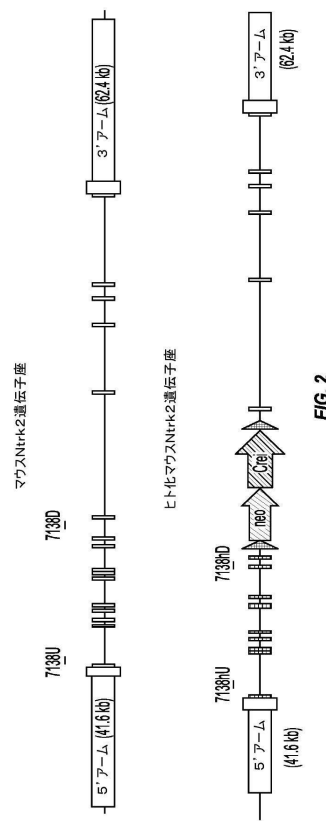 マウスNtrk2遺伝子座
7138U
7138D
5'アーム (41.6 kb)
3'アーム (62.4 kb)
ヒト化マウスNtrk2遺伝子座
7138hU
7138hD
5'アーム
(41.6 kb)
neo
Crei
3'アーム
(62.4 kb)
FIG. 2